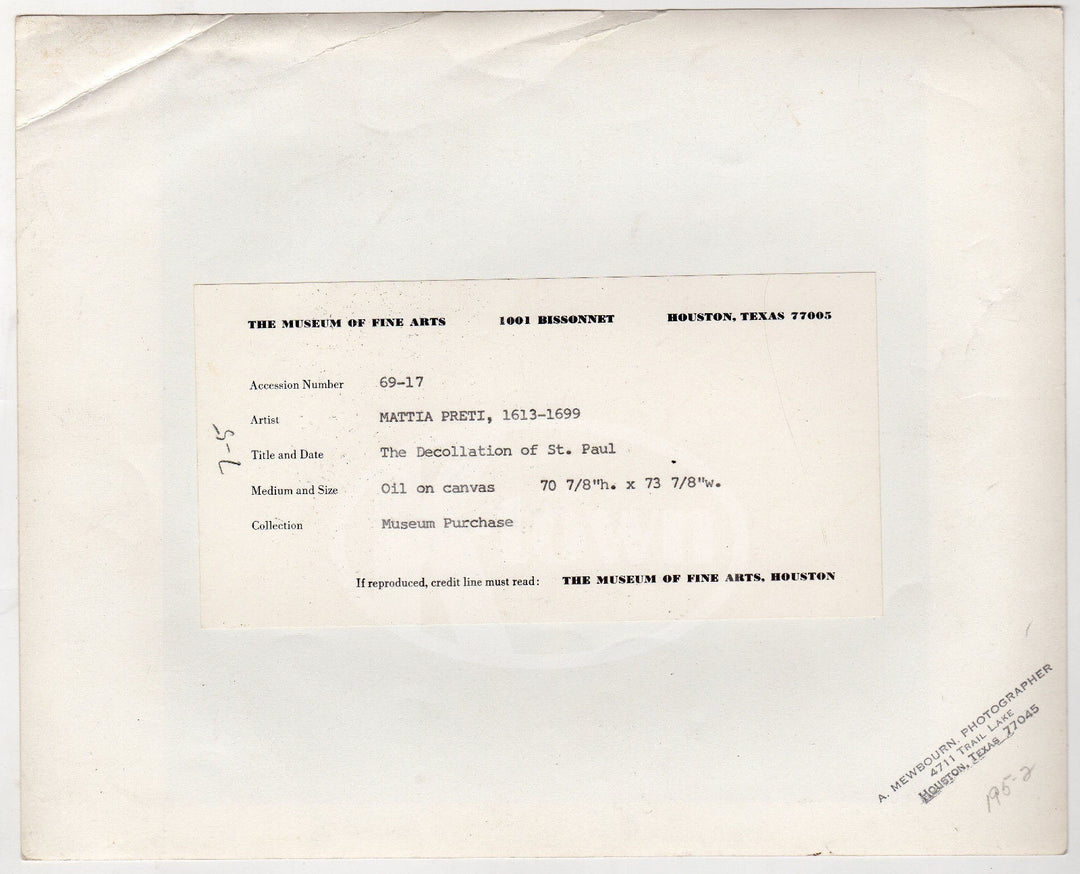 THE MUSEUM OF FINE ARTS 1001 BISSONNET HOUSTON, TEXAS 77005
Accession Number 69-17
Artist MATTIA PRETI, 1613-1699
Title and Date The Decollation of St. Paul
Medium and Size Oil on canvas 70 7/8"h. x 73 7/8"w.
Collection Museum Purchase
If reproduced, credit line must read: THE MUSEUM OF FINE ARTS, HOUSTON
7-5
A. MEWBOURN, PHOTOGRAPHER
4711 TRAIL LAKE
HOUSTON, TEXAS 77045
195-2